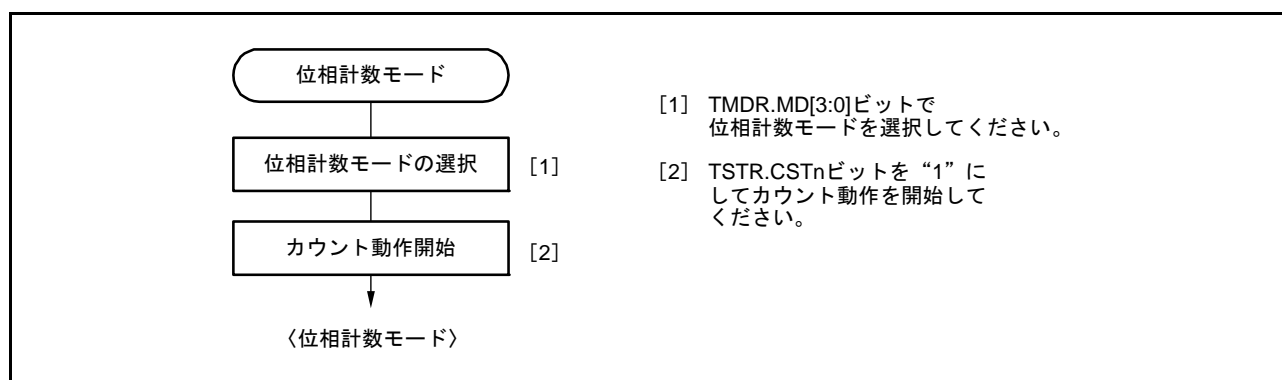 位相計数モード
位相計数モードの選択 [1]
カウント動作開始 [2]
〈位相計数モード〉
[1] TMDR.MD[3:0]ビットで
位相計数モードを選択してください。
[2] TSTR.CSTnビットを“1”に
してカウント動作を開始して
ください。